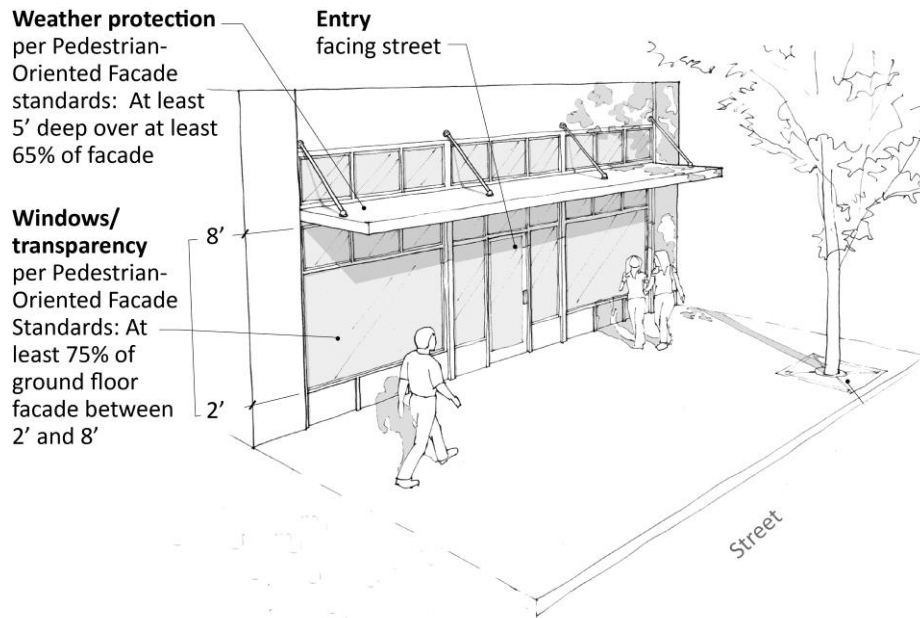 Weather protection
per Pedestrian-
Oriented Facade
standards: At least
5’ deep over at least
65% of facade
Entry
facing street
Windows/
transparency
per Pedestrian-
Oriented Facade
Standards: At
least 75% of
ground floor
facade between
2’ and 8’
8’
2’
Street